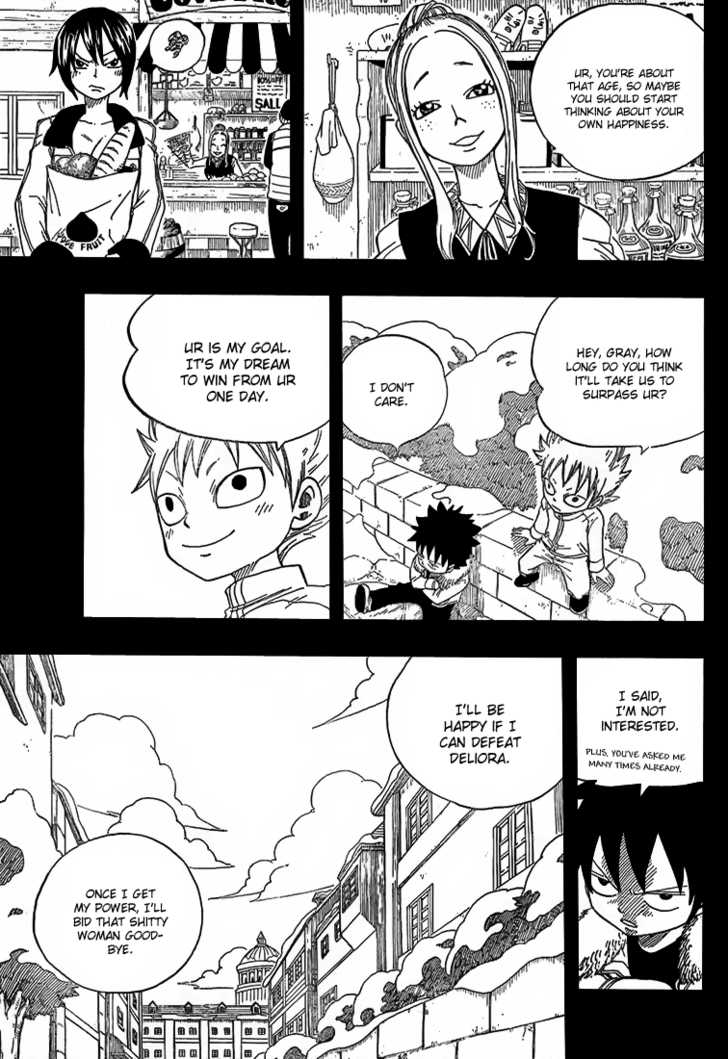 UR, YOU'RE ABOUT
THAT AGE, SO MAYBE
YOU SHOULD START
THINKING ABOUT YOUR
OWN HAPPINESS.
SALL
FRUIT
HEY, GRAY, HOW
LONG DO YOU THINK
IT'LL TAKE US TO
SURPASS UR?
I DON'T
CARE.
UR IS MY GOAL.
IT'S MY DREAM
TO WIN FROM UR
ONE DAY.
I SAID,
I'M NOT
INTERESTED.
PLUS, YOU'VE ASKED ME
MANY TIMES ALREADY.
I'LL BE
HAPPY IF I
CAN DEFEAT
DELIORA.
ONCE I GET
MY POWER, I'LL
BID THAT SHITTY
WOMAN GOOD-
BYE.